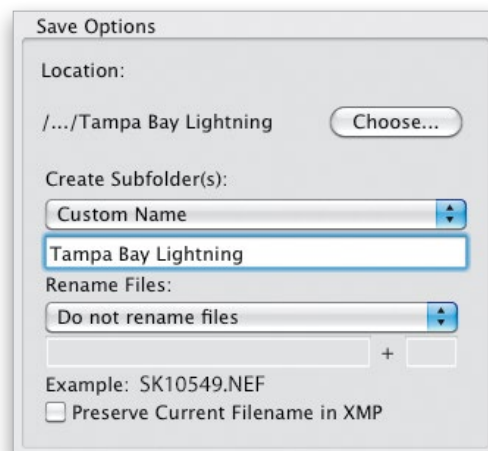 Save Options
Location:
/.../Tampa Bay Lightning Choose...
Create Subfolder(s):
Custom Name
Tampa Bay Lightning
Rename Files:
Do not rename files
+
Example: SK10549.NEF
Preserve Current Filename in XMP